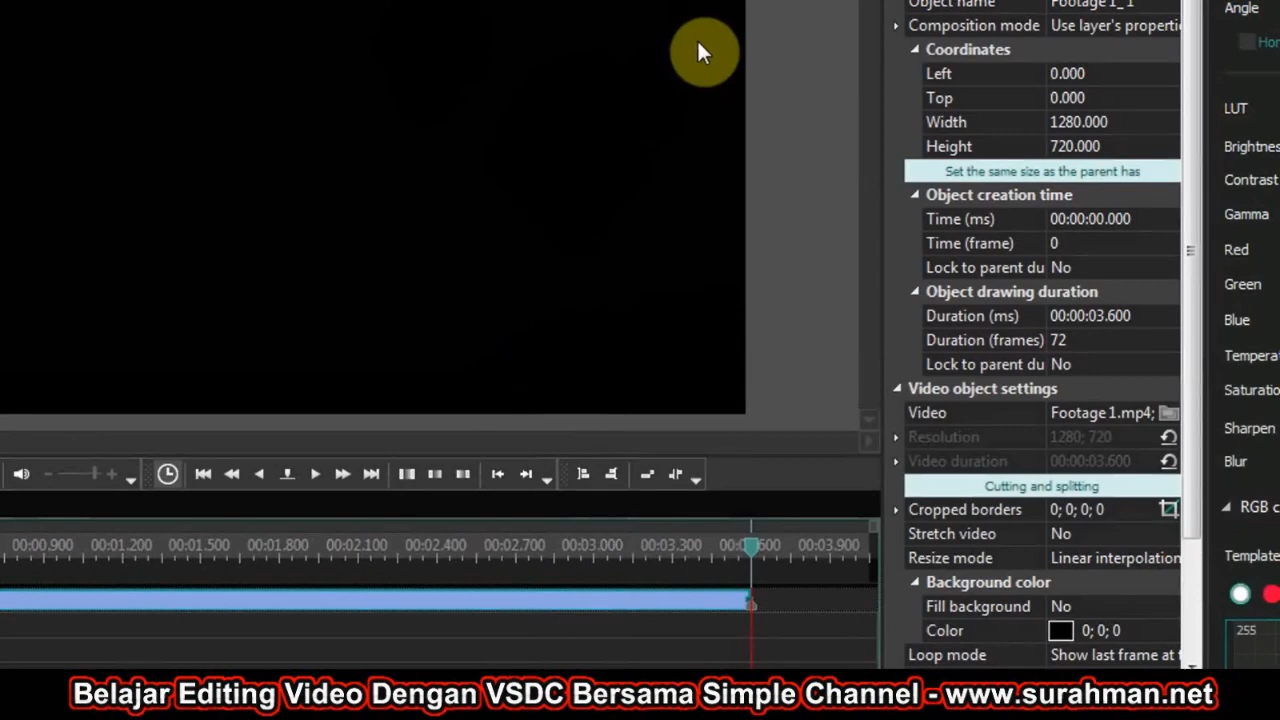 Object name Footage 1_1
Composition mode Use layer's properti
Coordinates
Left 0.000
Top 0.000
Width 1280.000
Height 720.000
Set the same size as the parent has
Object creation time
Time (ms) 00:00:00.000
Time (frame) 0
Lock to parent du No
Object drawing duration
Duration (ms) 00:00:03.600
Duration (frames) 72
Lock to parent du No
Video object settings
Video Footage 1.mp4;
Resolution 1280; 720
Video duration 00:00:03.600
Cutting and splitting
Cropped borders 0; 0; 0; 0
Stretch video No
Resize mode Linear interpolation
Background color
Fill background No
Color 0; 0; 0
Loop mode Show last frame at
Angle
Hor
LUT
Brightnes
Contrast
Gamma
Red
Green
Blue
Tempera
Saturatio
Sharpen
Blur
RGB c
Template
255
00:00.900 00:01.200 00:01.500 00:01.800 00:02.100 00:02.400 00:02.700 00:03.000 00:03.300 00:03.900
Belajar Editing Video Dengan VSDC Bersama Simple Channel - www.surahman.net